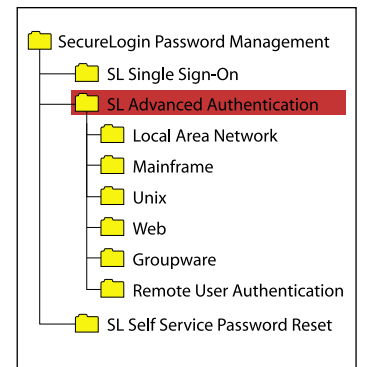 SecureLogin Password Management
SL Single Sign-On
SL Advanced Authentication
Local Area Network
Mainframe
Unix
Web
Groupware
Remote User Authentication
SL Self Service Password Reset